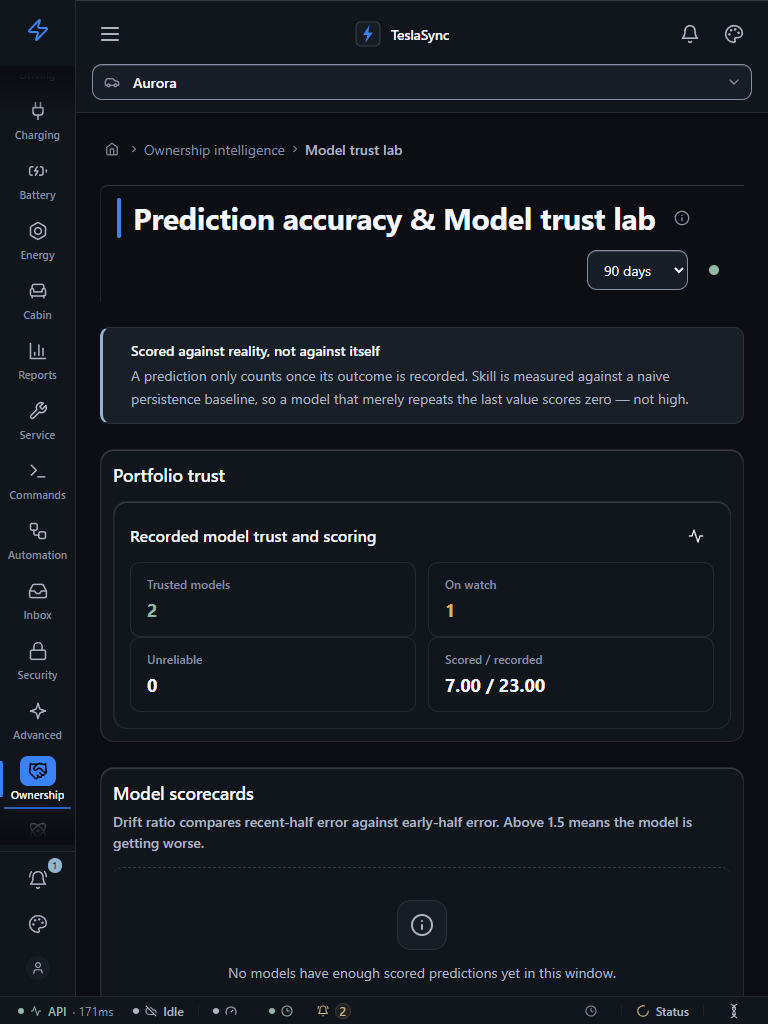 TeslaSync
Aurora
Driving
Charging
Battery
Energy
Cabin
Reports
Service
Commands
Automation
Inbox
Security
Advanced
Ownership
1
Ownership intelligence
Model trust lab
Prediction accuracy & Model trust lab
90 days
Scored against reality, not against itself
A prediction only counts once its outcome is recorded. Skill is measured against a naive
persistence baseline, so a model that merely repeats the last value scores zero — not high.
Portfolio trust
Recorded model trust and scoring
Trusted models
2
On watch
1
Unreliable
0
Scored / recorded
7.00 / 23.00
Model scorecards
Drift ratio compares recent-half error against early-half error. Above 1.5 means the model is
getting worse.
No models have enough scored predictions yet in this window.
API · 171ms
Idle
2
Status